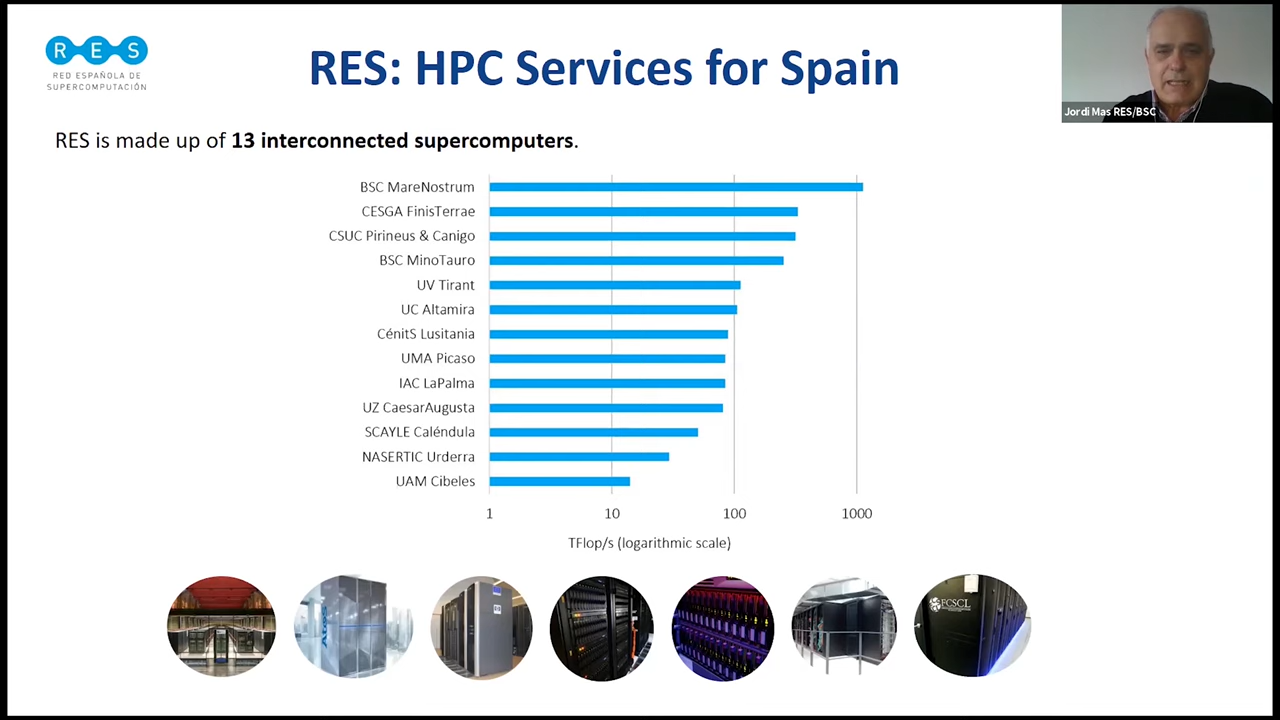 R E S
RED ESPAÑOLA DE
SUPERCOMPUTACIÓN
RES: HPC Services for Spain
Jordi Mas RES/BSC
RES is made up of 13 interconnected supercomputers.
BSC MareNostrum
CESGA FinisTerrae
CSUC Pirineus & Canigo
BSC MinoTauro
UV Tirant
UC Altamira
CénitS Lusitania
UMA Picaso
IAC LaPalma
UZ CaesarAugusta
SCAYLE Caléndula
NASERTIC Urderra
UAM Cibeles
1 10 100 1000
TFlop/s (logarithmic scale)
FCSCL